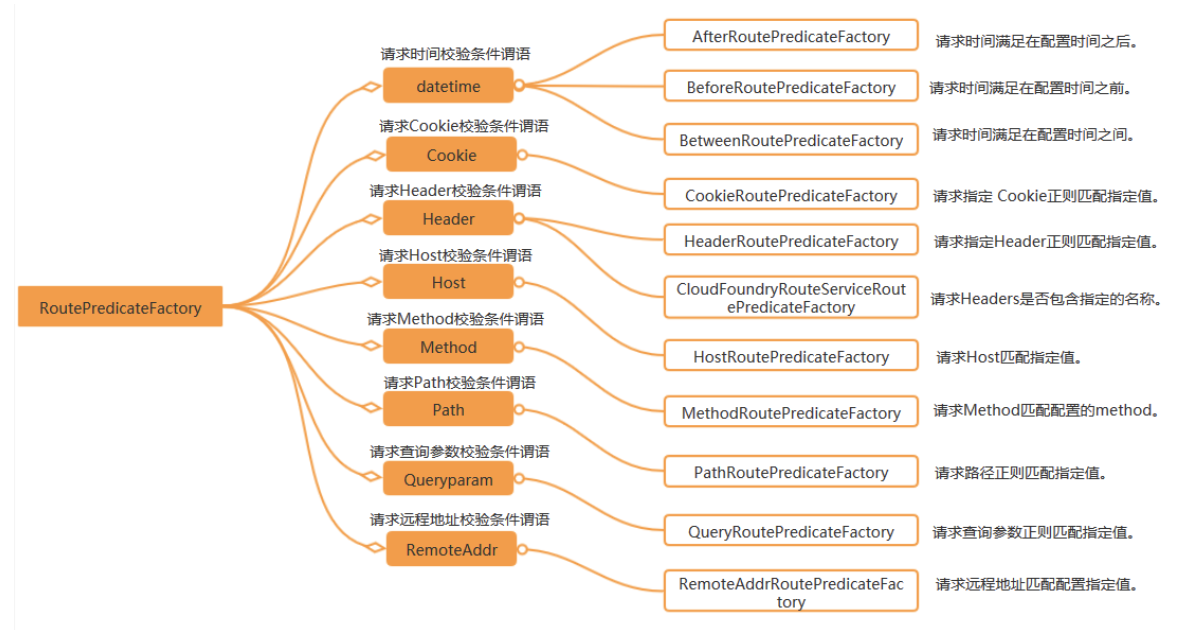 RoutePredicateFactory
请求时间校验条件谓语
datetime
请求Cookie校验条件谓语
Cookie
请求Header校验条件谓语
Header
请求Host校验条件谓语
Host
请求Method校验条件谓语
Method
请求Path校验条件谓语
Path
请求查询参数校验条件谓语
Queryparam
请求远程地址校验条件谓语
RemoteAddr
AfterRoutePredicateFactory
请求时间满足在配置时间之后。
BeforeRoutePredicateFactory
请求时间满足在配置时间之前。
BetweenRoutePredicateFactory
请求时间满足在配置时间之间。
CookieRoutePredicateFactory
请求指定 Cookie正则匹配指定值。
HeaderRoutePredicateFactory
请求指定Header正则匹配指定值。
CloudFoundryRouteServiceRout
ePredicateFactory
请求Headers是否包含指定的名称。
HostRoutePredicateFactory
请求Host匹配指定值。
MethodRoutePredicateFactory
请求Method匹配配置的method。
PathRoutePredicateFactory
请求路径正则匹配指定值。
QueryRoutePredicateFactory
请求查询参数正则匹配指定值。
RemoteAddrRoutePredicateFac
tory
请求远程地址匹配配置指定值。